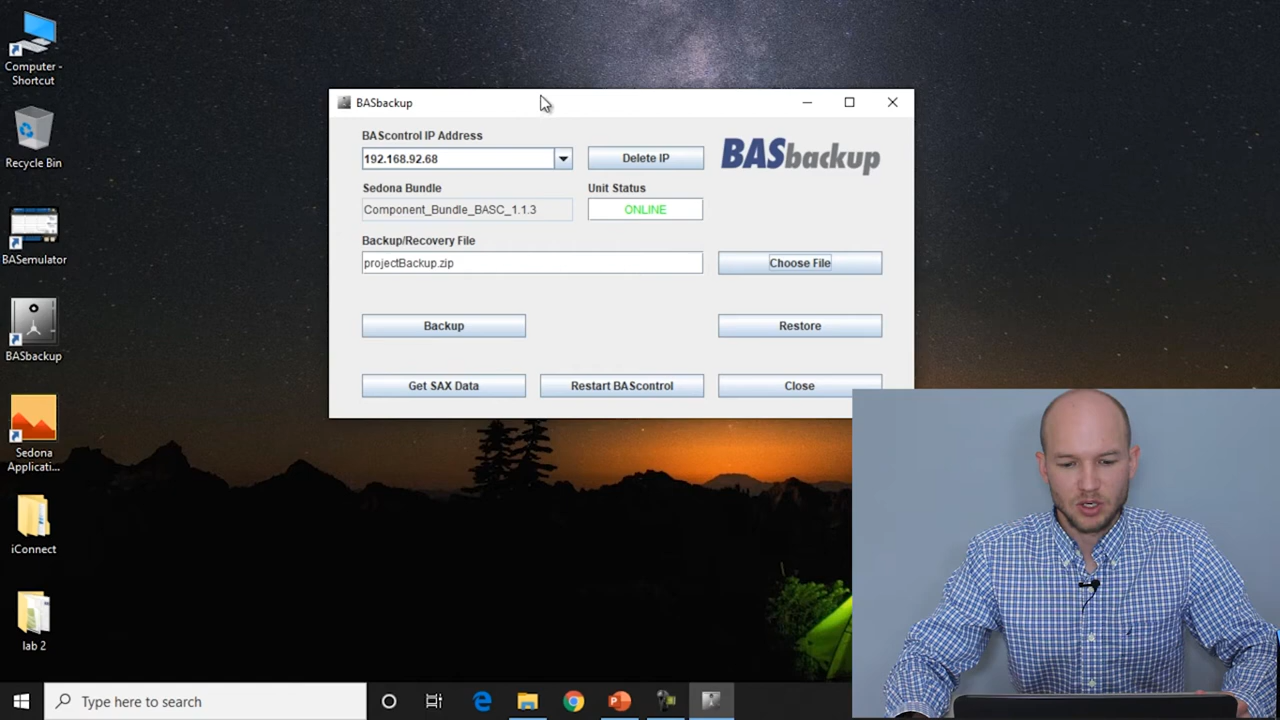 Computer -
Shortcut
Recycle Bin
BASemulator
BASbackup
Sedona
Applicati...
iConnect
lab 2
BASbackup
BAScontrol IP Address
192.168.92.68
Delete IP
BASbackup
Sedona Bundle
Unit Status
Component_Bundle_BASC_1.1.3
ONLINE
Backup/Recovery File
projectBackup.zip
Choose File
Backup
Restore
Get SAX Data
Restart BAScontrol
Close
Type here to search